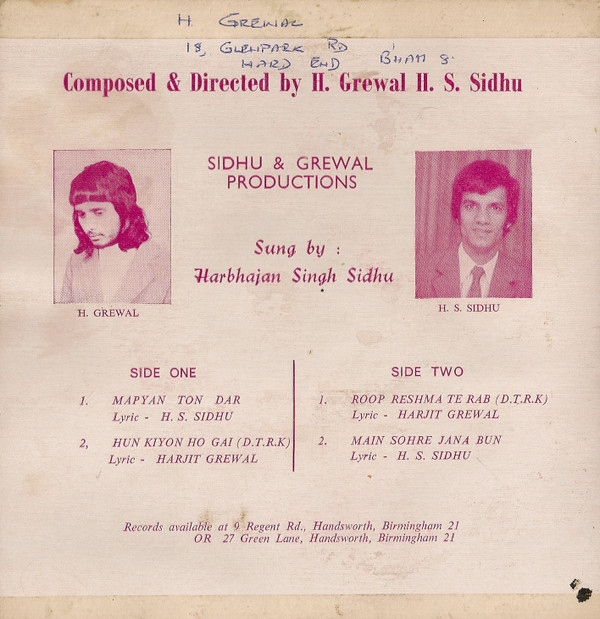 H. GREWAL
18, GLENPARK RD
HARD END B'HAM 8.
Composed & Directed by H. Grewal H. S. Sidhu
SIDHU & GREWAL
PRODUCTIONS
Sung by :
Harbhajan Singh Sidhu
H. GREWAL
H. S. SIDHU
SIDE ONE
1. MAPYAN TON DAR
Lyric - H. S. SIDHU
2, HUN KIYON HO GAI (D.T.R.K)
Lyric - HARJIT GREWAL
SIDE TWO
1. ROOP RESHMA TE RAB (D.T.R.K)
Lyric - HARJIT GREWAL
2. MAIN SOHRE JANA BUN
Lyric - H. S. SIDHU
Records available at 9 Regent Rd., Handsworth, Birmingham 21
OR 27 Green Lane, Handsworth, Birmingham 21